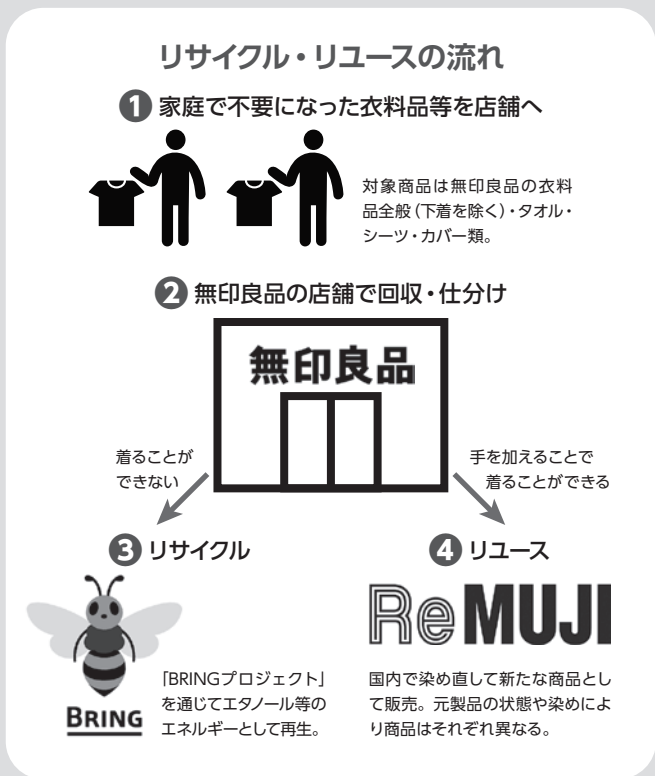 リサイクル・リユースの流れ
❶ 家庭で不要になった衣料品等を店舗へ
対象商品は無印良品の衣料
品全般(下着を除く)・タオル・
シーツ・カバー類。
❷ 無印良品の店舗で回収・仕分け
無印良品
着ることが
できない
手を加えることで
着ることができる
❸ リサイクル
BRING
「BRINGプロジェクト」
を通じてエタノール等の
エネルギーとして再生。
❹ リユース
ReMUJI
国内で染め直して新たな商品とし
て販売。元製品の状態や染めによ
り商品はそれぞれ異なる。